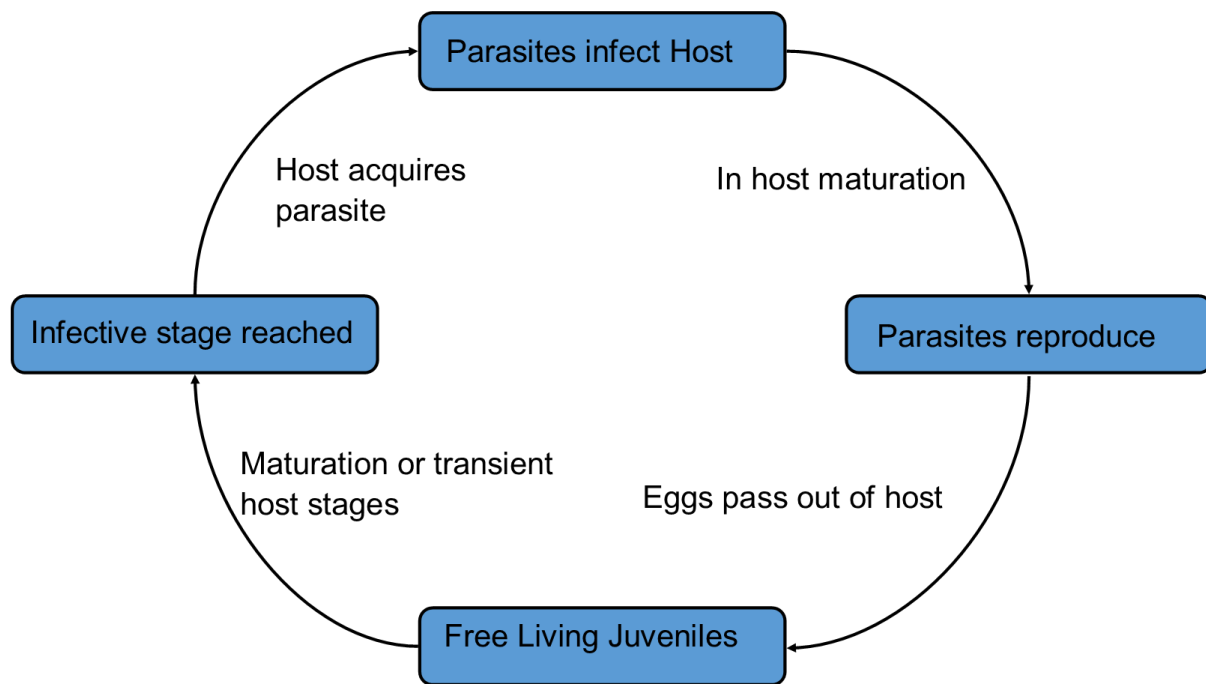 Parasites infect Host
Host acquires
parasite
In host maturation
Infective stage reached
Parasites reproduce
Maturation or transient
host stages
Eggs pass out of host
Free Living Juveniles